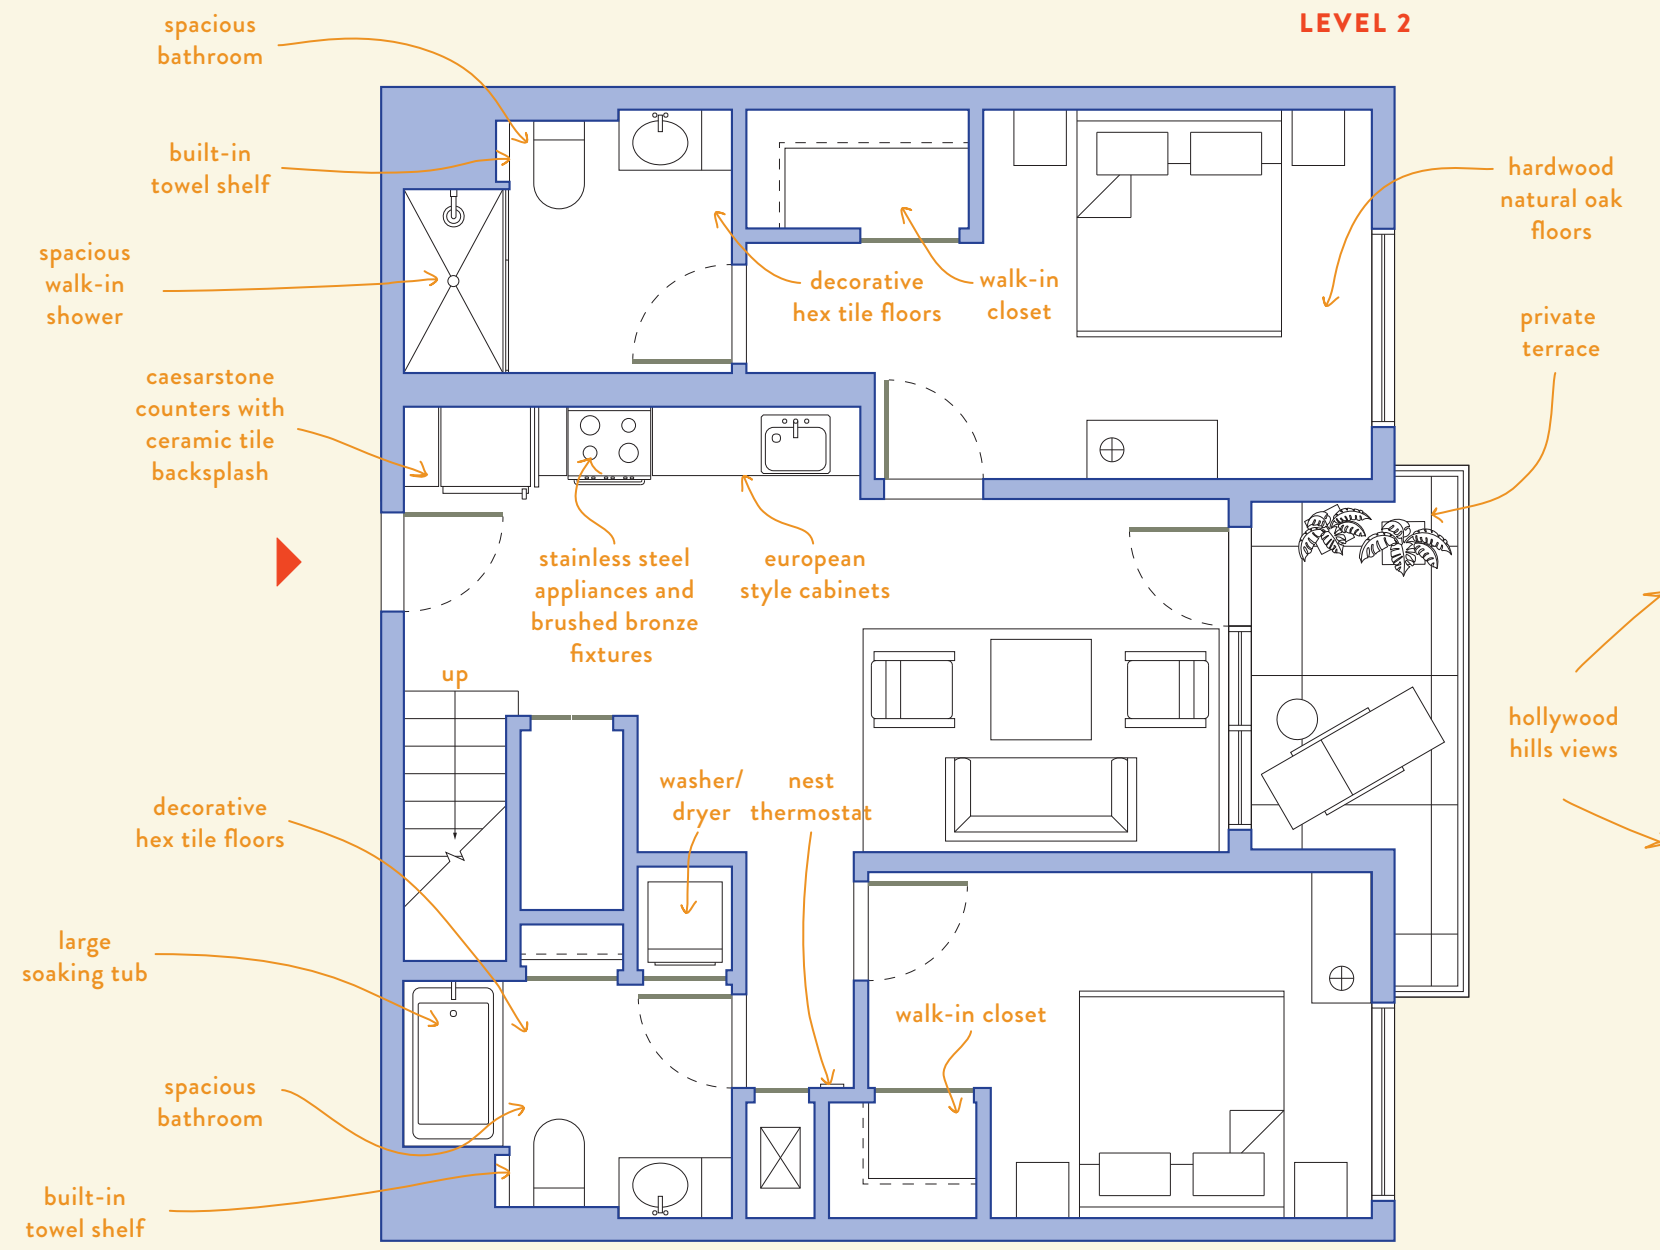 LEVEL 2
spacious
bathroom
built-in
towel shelf
spacious
walk-in
shower
caesarstone
counters with
ceramic tile
backsplash
decorative
hex tile floors
walk-in
closet
hardwood
natural oak
floors
private
terrace
stainless steel
appliances and
brushed bronze
fixtures
european
style cabinets
up
hollywood
hills views
washer/
dryer
nest
thermostat
decorative
hex tile floors
large
soaking tub
walk-in closet
spacious
bathroom
built-in
towel shelf